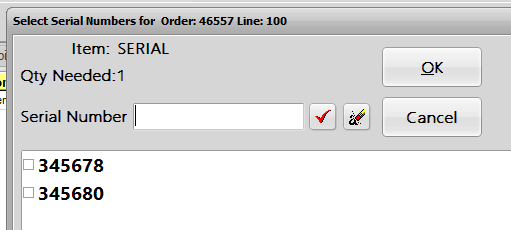 Select Serial Numbers for Order: 46557 Line: 100
Item: SERIAL
Qty Needed:1
OK
Serial Number
Cancel
345678
345680